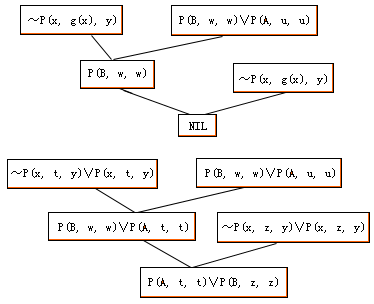 ～P(x, g(x), y)
P(B, w, w)∨P(A, u, u)
P(B, w, w)
～P(x, g(x), y)
NIL
～P(x, t, y)∨P(x, t, y)
P(B, w, w)∨P(A, u, u)
P(B, w, w)∨P(A, t, t)
～P(x, z, y)∨P(x, z, y)
P(A, t, t)∨P(B, z, z)